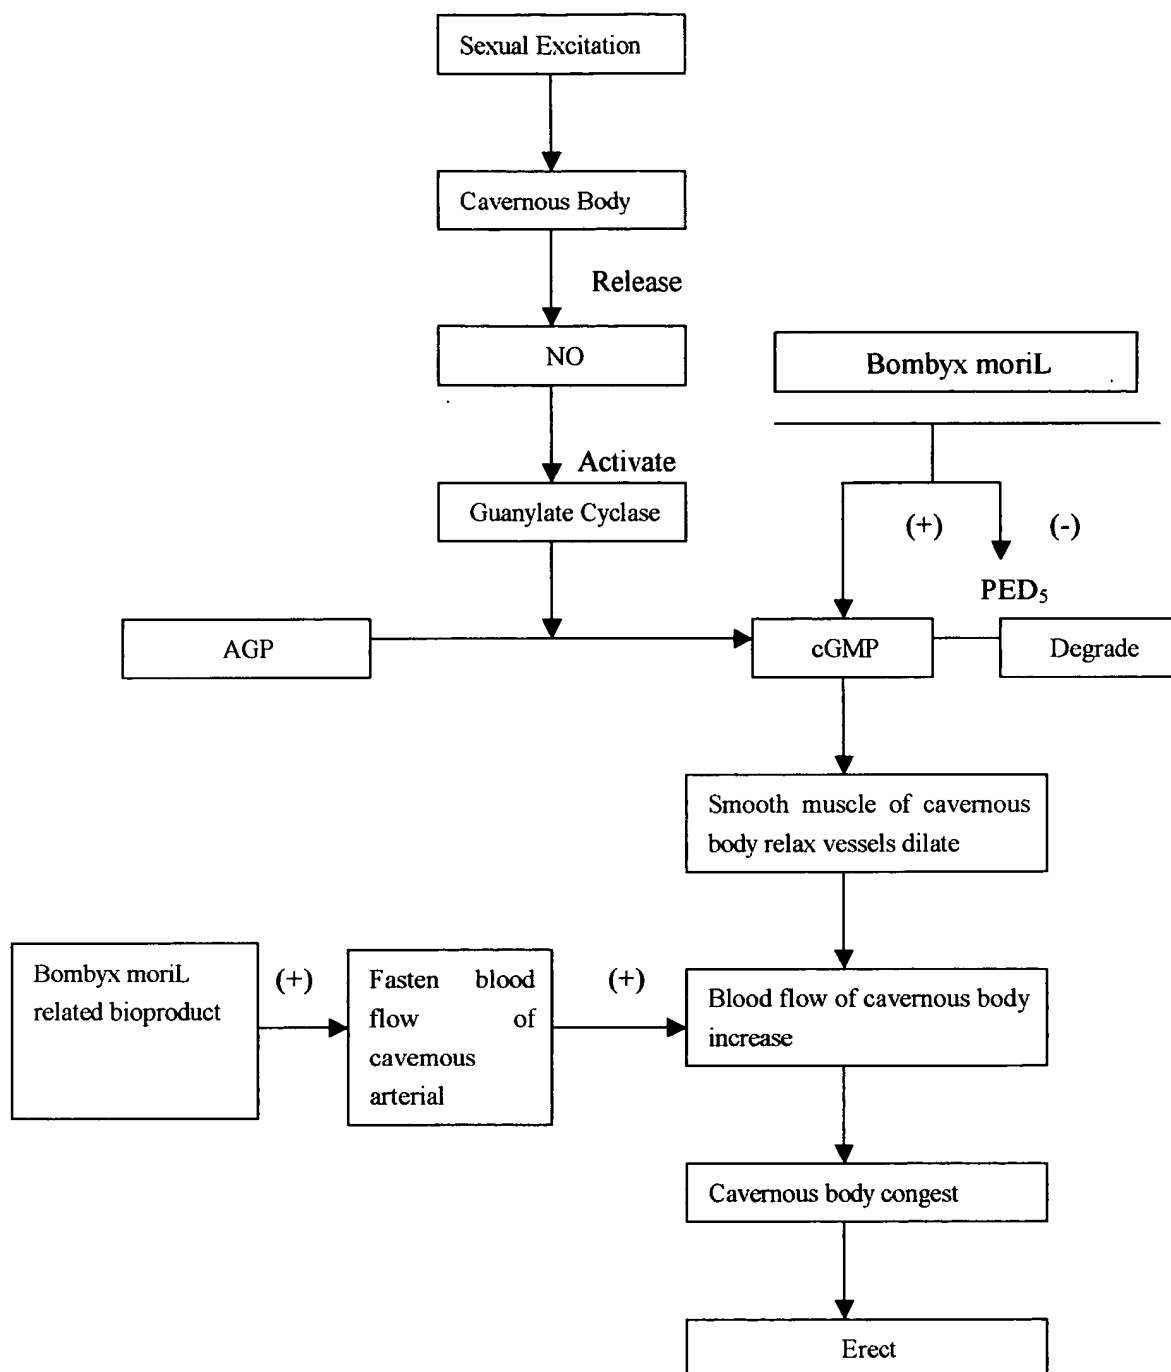 Sexual Excitation
Cavernous Body
Release
NO
Bombyx moriL
Activate
Guanylate Cyclase
(+)
(-)
PED₅
AGP
cGMP
Degrade
Smooth muscle of cavernous
body relax vessels dilate
Bombyx moriL
related bioproduct
(+)
Fasten blood
flow of
cavemous
arterial
(+)
Blood flow of cavernous body
increase
Cavernous body congest
Erect